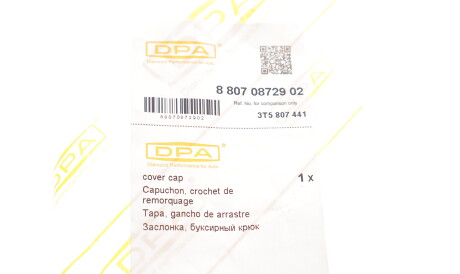 DPA
8 807 08729 02
Ref. No. for comparison only
3T5 807 441
DPA
cover cap 1 x
Capuchon, crochet de
remorquage
Tapa, gancho de arrastre
Заслонка, буксирный крюк
DPA